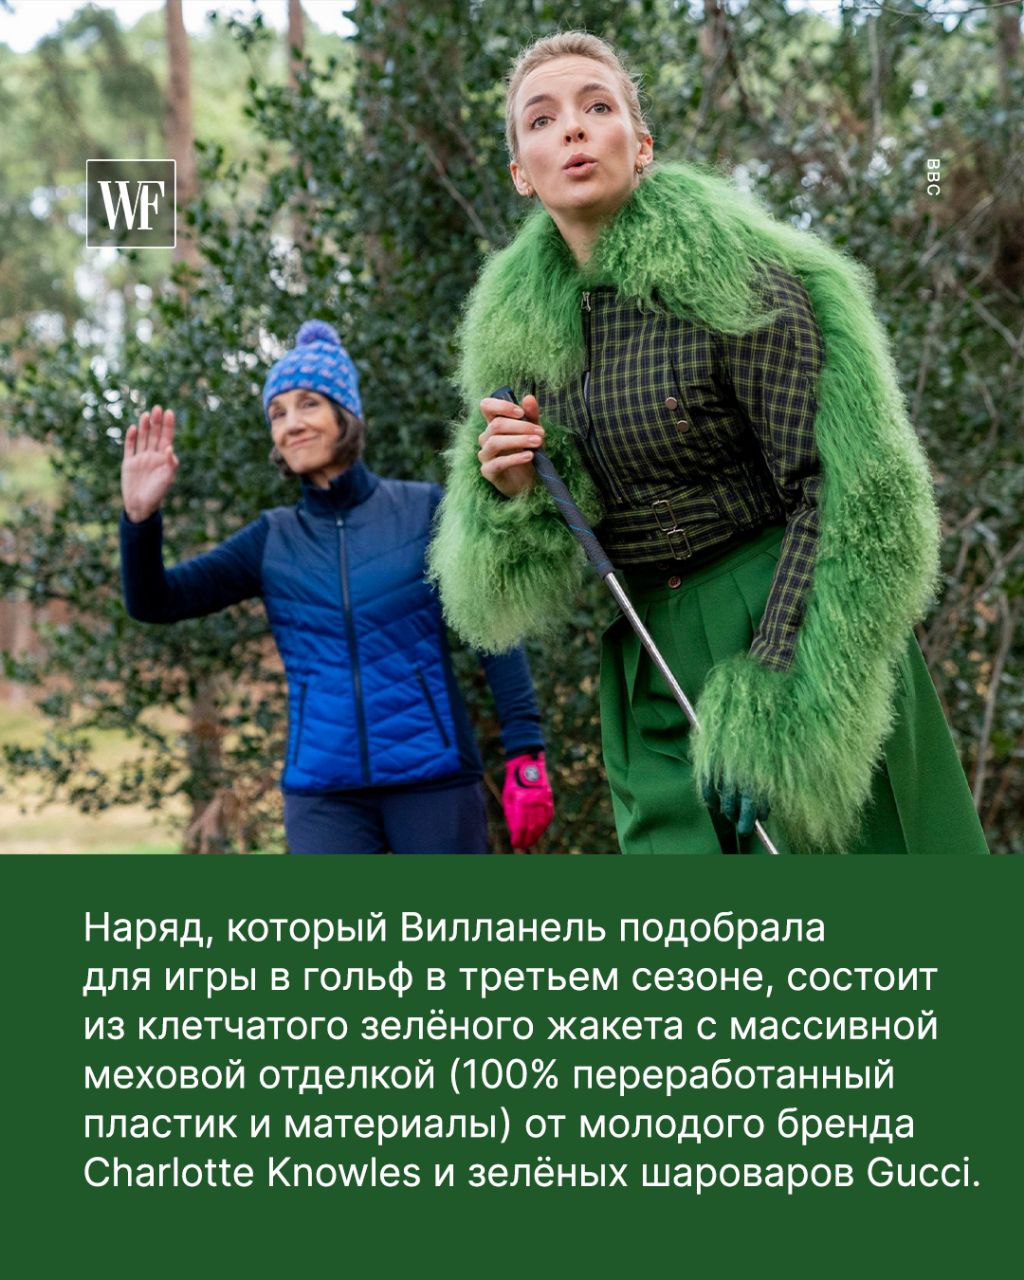 WF
BBC
Наряд, который Вилланель подобрала
для игры в гольф в третьем сезоне, состоит
из клетчатого зелёного жакета с массивной
меховой отделкой (100% переработанный
пластик и материалы) от молодого бренда
Charlotte Knowles и зелёных шароваров Gucci.